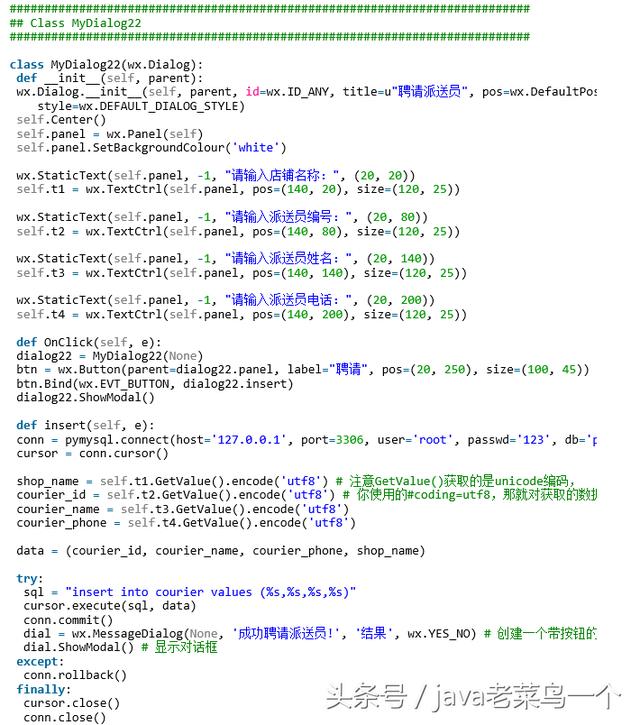 ################################################################################
## Class MyDialog22
################################################################################
class MyDialog22(wx.Dialog):
def __init__(self, parent):
wx.Dialog.__init__(self, parent, id=wx.ID_ANY, title=u"聘请派送员", pos=wx.DefaultPos
style=wx.DEFAULT_DIALOG_STYLE)
self.Center()
self.panel = wx.Panel(self)
self.panel.SetBackgroundColour('white')
wx.StaticText(self.panel, -1, "请输入店铺名称：", (20, 20))
self.t1 = wx.TextCtrl(self.panel, pos=(140, 20), size=(120, 25))
wx.StaticText(self.panel, -1, "请输入派送员编号：", (20, 80))
self.t2 = wx.TextCtrl(self.panel, pos=(140, 80), size=(120, 25))
wx.StaticText(self.panel, -1, "请输入派送员姓名：", (20, 140))
self.t3 = wx.TextCtrl(self.panel, pos=(140, 140), size=(120, 25))
wx.StaticText(self.panel, -1, "请输入派送员电话：", (20, 200))
self.t4 = wx.TextCtrl(self.panel, pos=(140, 200), size=(120, 25))
def OnClick(self, e):
dialog22 = MyDialog22(None)
btn = wx.Button(parent=dialog22.panel, label="聘请", pos=(20, 250), size=(100, 45))
btn.Bind(wx.EVT_BUTTON, dialog22.insert)
dialog22.ShowModal()
def insert(self, e):
conn = pymysql.connect(host='127.0.0.1', port=3306, user='root', passwd='123', db='p
cursor = conn.cursor()
shop_name = self.t1.GetValue().encode('utf8') # 注意GetValue()获取的是unicode编码，
courier_id = self.t2.GetValue().encode('utf8') # 你使用的#coding=utf8，那就对获取的数据
courier_name = self.t3.GetValue().encode('utf8')
courier_phone = self.t4.GetValue().encode('utf8')
data = (courier_id, courier_name, courier_phone, shop_name)
try:
sql = "insert into courier values (%s,%s,%s,%s)"
cursor.execute(sql, data)
conn.commit()
dial = wx.MessageDialog(None, '成功聘请派送员！', '结果', wx.YES_NO) # 创建一个带按钮的
dial.ShowModal() # 显示对话框
except:
conn.rollback()
finally:
cursor.close()
conn.close()
头条号 / java老菜鸟一个